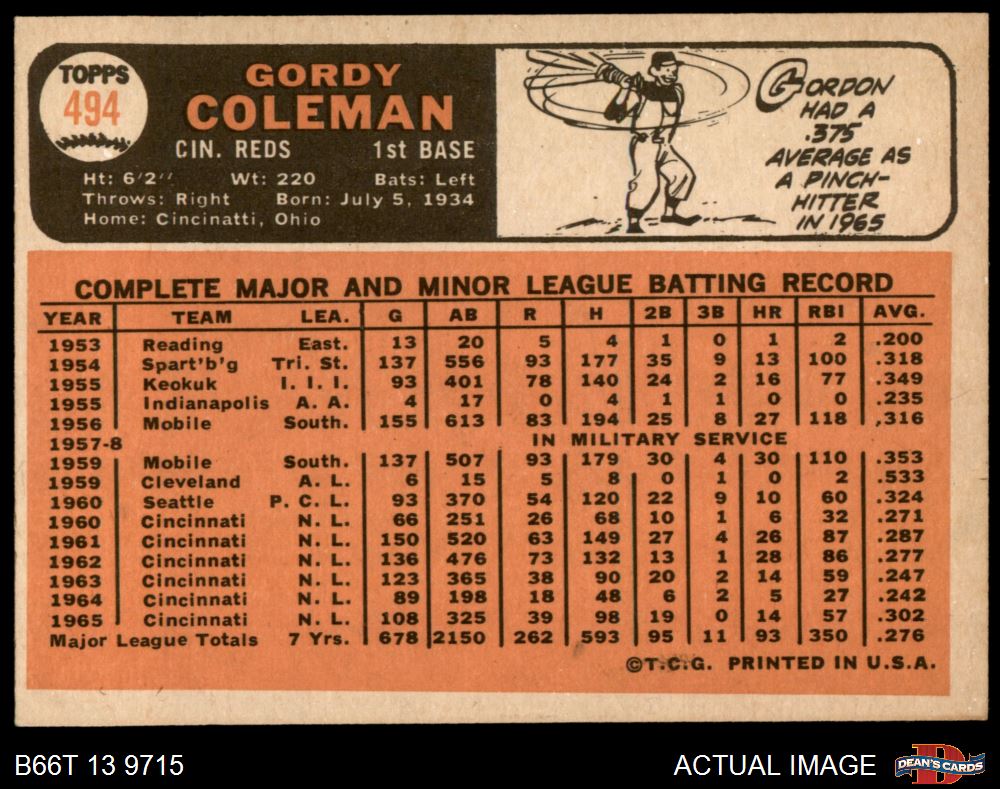 TOPPS
494
GORDY
COLEMAN
CIN. REDS 1st BASE
Ht: 6'2" Wt: 220 Bats: Left
Throws: Right Born: July 5, 1934
Home: Cincinatti, Ohio
GORDON
HAD A
.375
AVERAGE AS
A PINCH-
HITTER
IN 1965
COMPLETE MAJOR AND MINOR LEAGUE BATTING RECORD
YEAR TEAM LEA. G AB R H 2B 3B HR RBI AVG.
1953 Reading East. 13 20 5 4 1 0 1 2 .200
1954 Spart'b'g Tri. St. 137 556 93 177 35 9 13 100 .318
1955 Keokuk I. I. I. 93 401 78 140 24 2 16 77 .349
1955 Indianapolis A. A. 4 17 0 4 1 1 0 0 .235
1956 Mobile South. 155 613 83 194 25 8 27 118 ,316
1957-8 IN MILITARY SERVICE
1959 Mobile South. 137 507 93 179 30 4 30 110 .353
1959 Cleveland A. L. 6 15 5 8 0 1 0 2 .533
1960 Seattle P. C. L. 93 370 54 120 22 9 10 60 .324
1960 Cincinnati N. L. 66 251 26 68 10 1 6 32 .271
1961 Cincinnati N. L. 150 520 63 149 27 4 26 87 .287
1962 Cincinnati N. L. 136 476 73 132 13 1 28 86 .277
1963 Cincinnati N. L. 123 365 38 90 20 2 14 59 .247
1964 Cincinnati N. L. 89 198 18 48 6 2 5 27 .242
1965 Cincinnati N. L. 108 325 39 98 19 0 14 57 .302
Major League Totals 7 Yrs. 678 2150 262 593 95 11 93 350 .276
©T.C.G. PRINTED IN U.S.A.
B66T 13 9715 ACTUAL IMAGE
D
DEAN'S CARDS